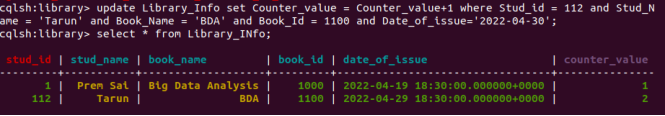 cqlsh:library> update Library_Info set Counter_value = Counter_value+1 where Stud_id = 112 and Stud_N
ame = 'Tarun' and Book_Name = 'BDA' and Book_Id = 1100 and Date_of_issue='2022-04-30';
cqlsh:library> select * from Library_INfo;
stud_id | stud_name | book_name | book_id | date_of_issue | counter_value
---------+-----------+-------------------+---------+---------------------------------+---------------
1 | Prem Sai | Big Data Analysis | 1000 | 2022-04-19 18:30:00.000000+0000 | 1
112 | Tarun | BDA | 1100 | 2022-04-29 18:30:00.000000+0000 | 2